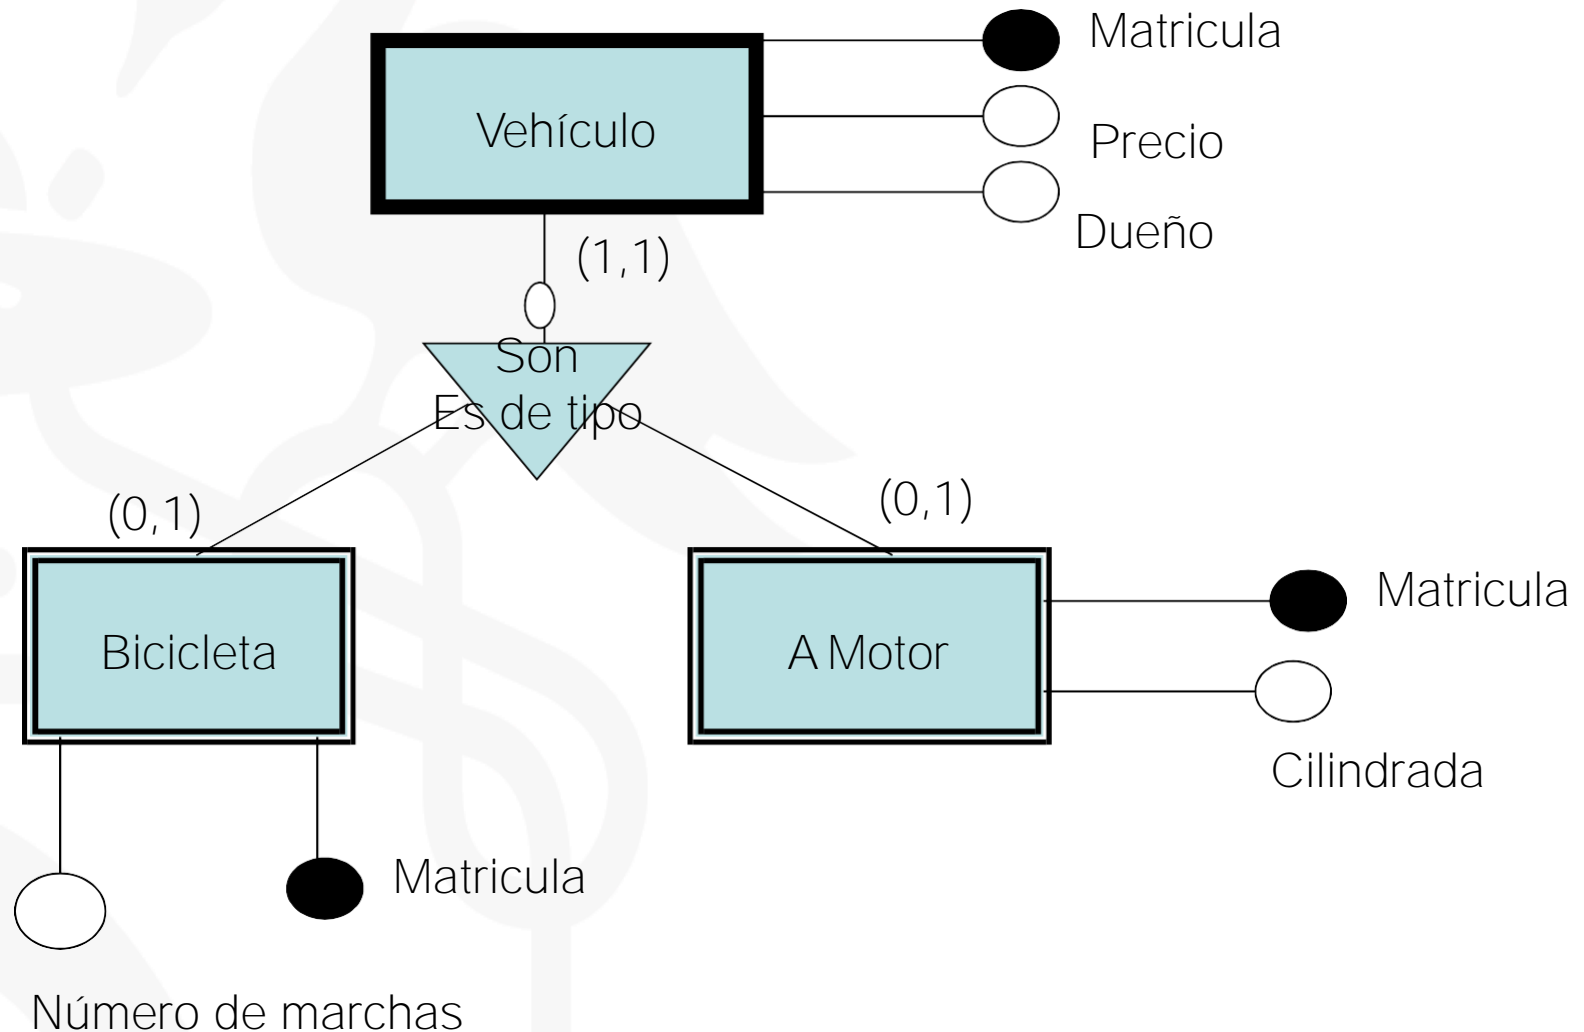 Matricula
Vehículo
Precio
Dueño
(1,1)
Son
Es de tipo
(0,1)
(0,1)
Bicicleta
A Motor
Matricula
Cilindrada
Matricula
Número de marchas